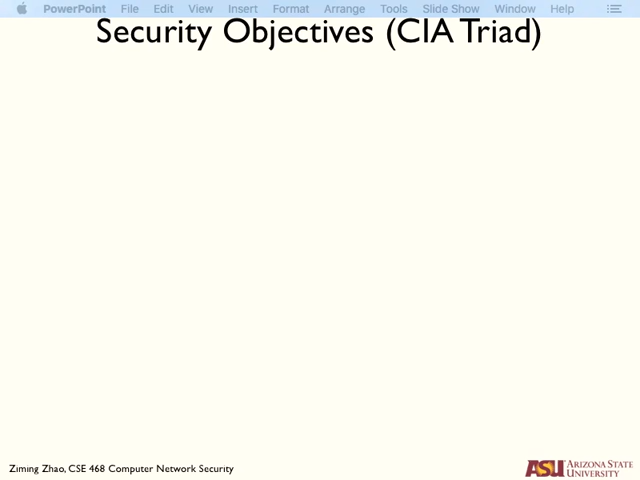 PowerPoint File Edit View Insert Format Arrange Tools Slide Show Window Help
Security Objectives (CIA Triad)
Ziming Zhao, CSE 468 Computer Network Security
ASU ARIZONA STATE
UNIVERSITY